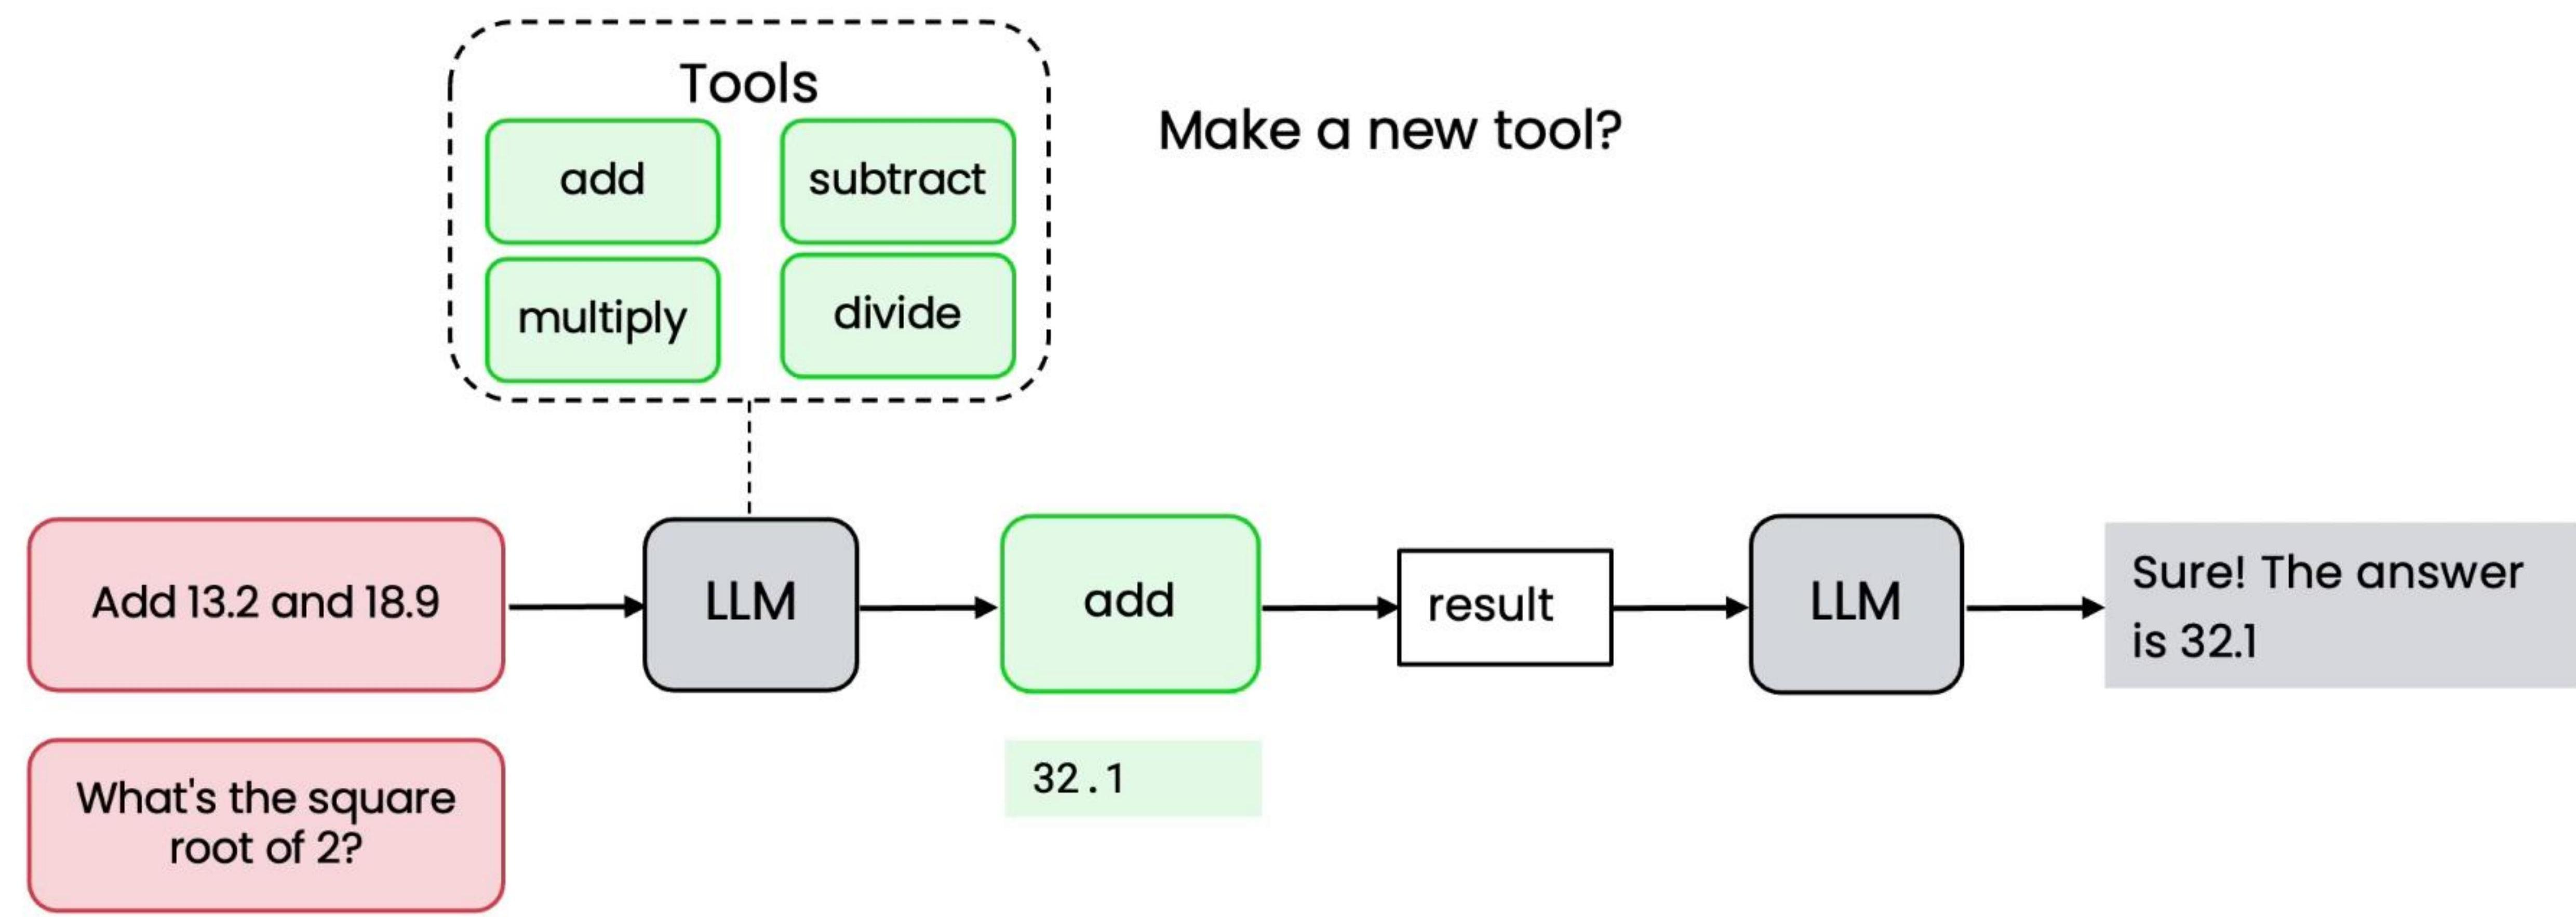 Tools
add
subtract
multiply
divide
Make a new tool?
Add 13.2 and 18.9
LLM
add
result
LLM
Sure! The answer
is 32.1
32.1
What's the square
root of 2?